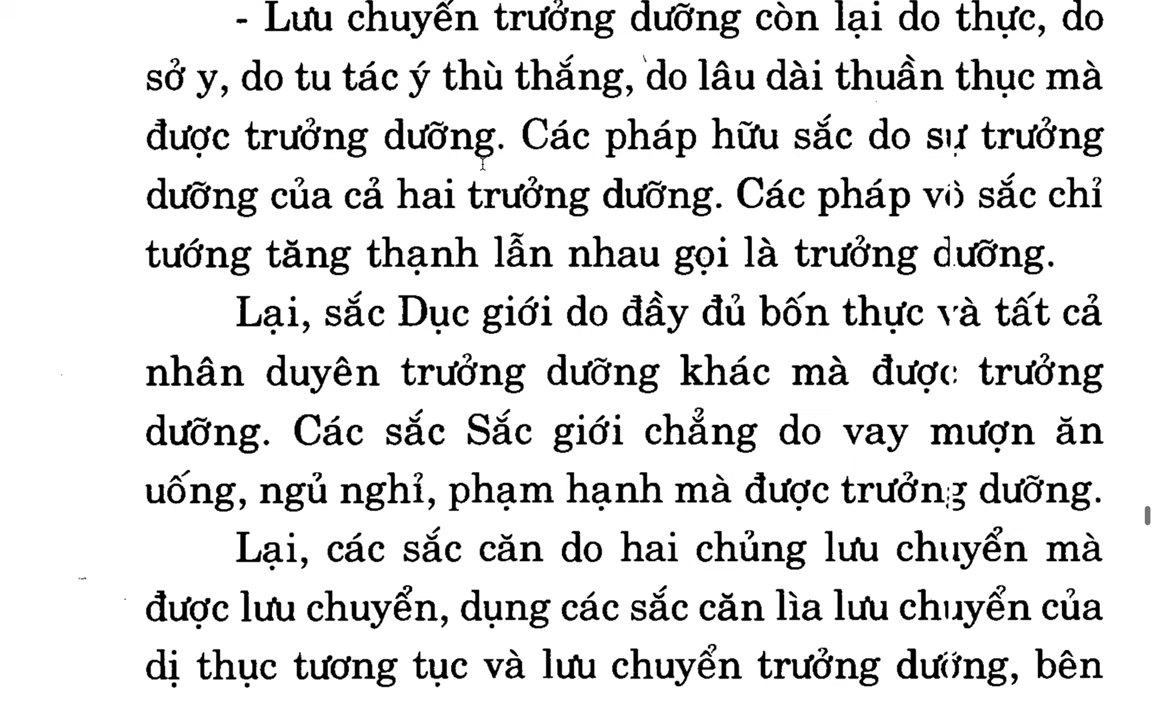 - Lưu chuyển trưởng dưỡng còn lại do thực, do
sở y, do tu tác ý thù thắng, do lâu dài thuần thục mà
được trưởng dưỡng. Các pháp hữu sắc do sự trưởng
dưỡng của cả hai trưởng dưỡng. Các pháp vô sắc chỉ
tướng tăng thạnh lẫn nhau gọi là trưởng dưỡng.
Lại, sắc Dục giới do đầy đủ bốn thực và tất cả
nhân duyên trưởng dưỡng khác mà được trưởng
dưỡng. Các sắc Sắc giới chẳng do vay mượn ăn
uống, ngủ nghỉ, phạm hạnh mà được trưởng dưỡng.
Lại, các sắc căn do hai chủng lưu chuyển mà
được lưu chuyển, dụng các sắc căn lìa lưu chuyển của
dị thục tương tục và lưu chuyển trưởng dưỡng, bên